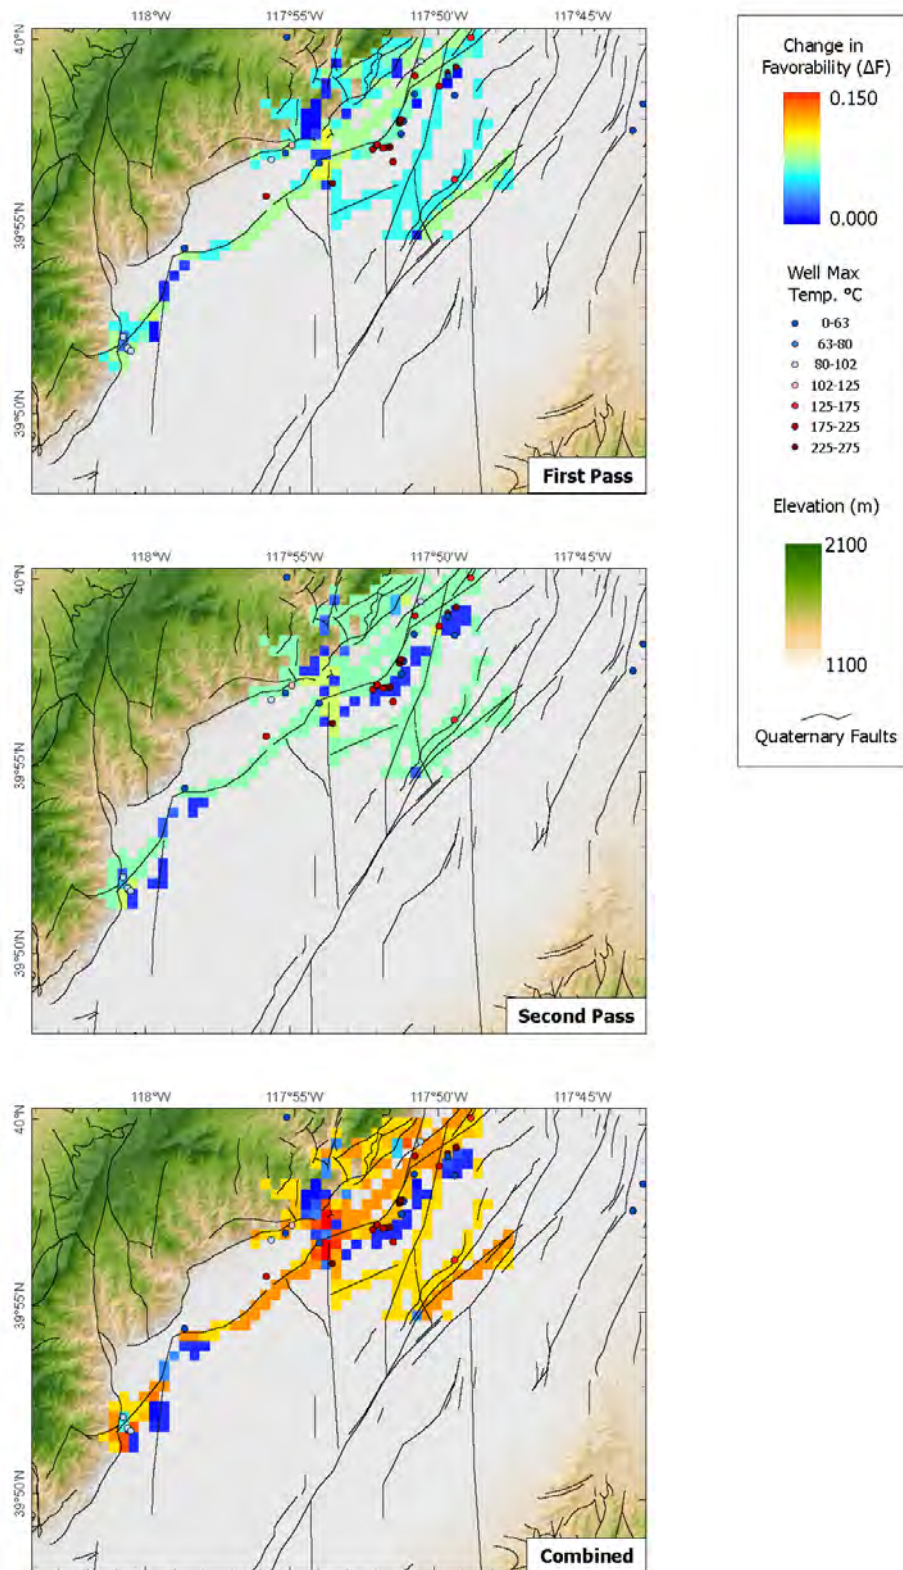 118°W 117°55'W 117°50'W 117°45'W
40°N
39°55'N
39°50'N
First Pass
118°W 117°55'W 117°50'W 117°45'W
40°N
39°55'N
39°50'N
Second Pass
118°W 117°55'W 117°50'W 117°45'W
40°N
39°55'N
39°50'N
Combined
Change in
Favorability (ΔF)
0.150
0.000
Well Max
Temp. °C
0-63
63-80
80-102
102-125
125-175
175-225
225-275
Elevation (m)
2100
1100
Quaternary Faults